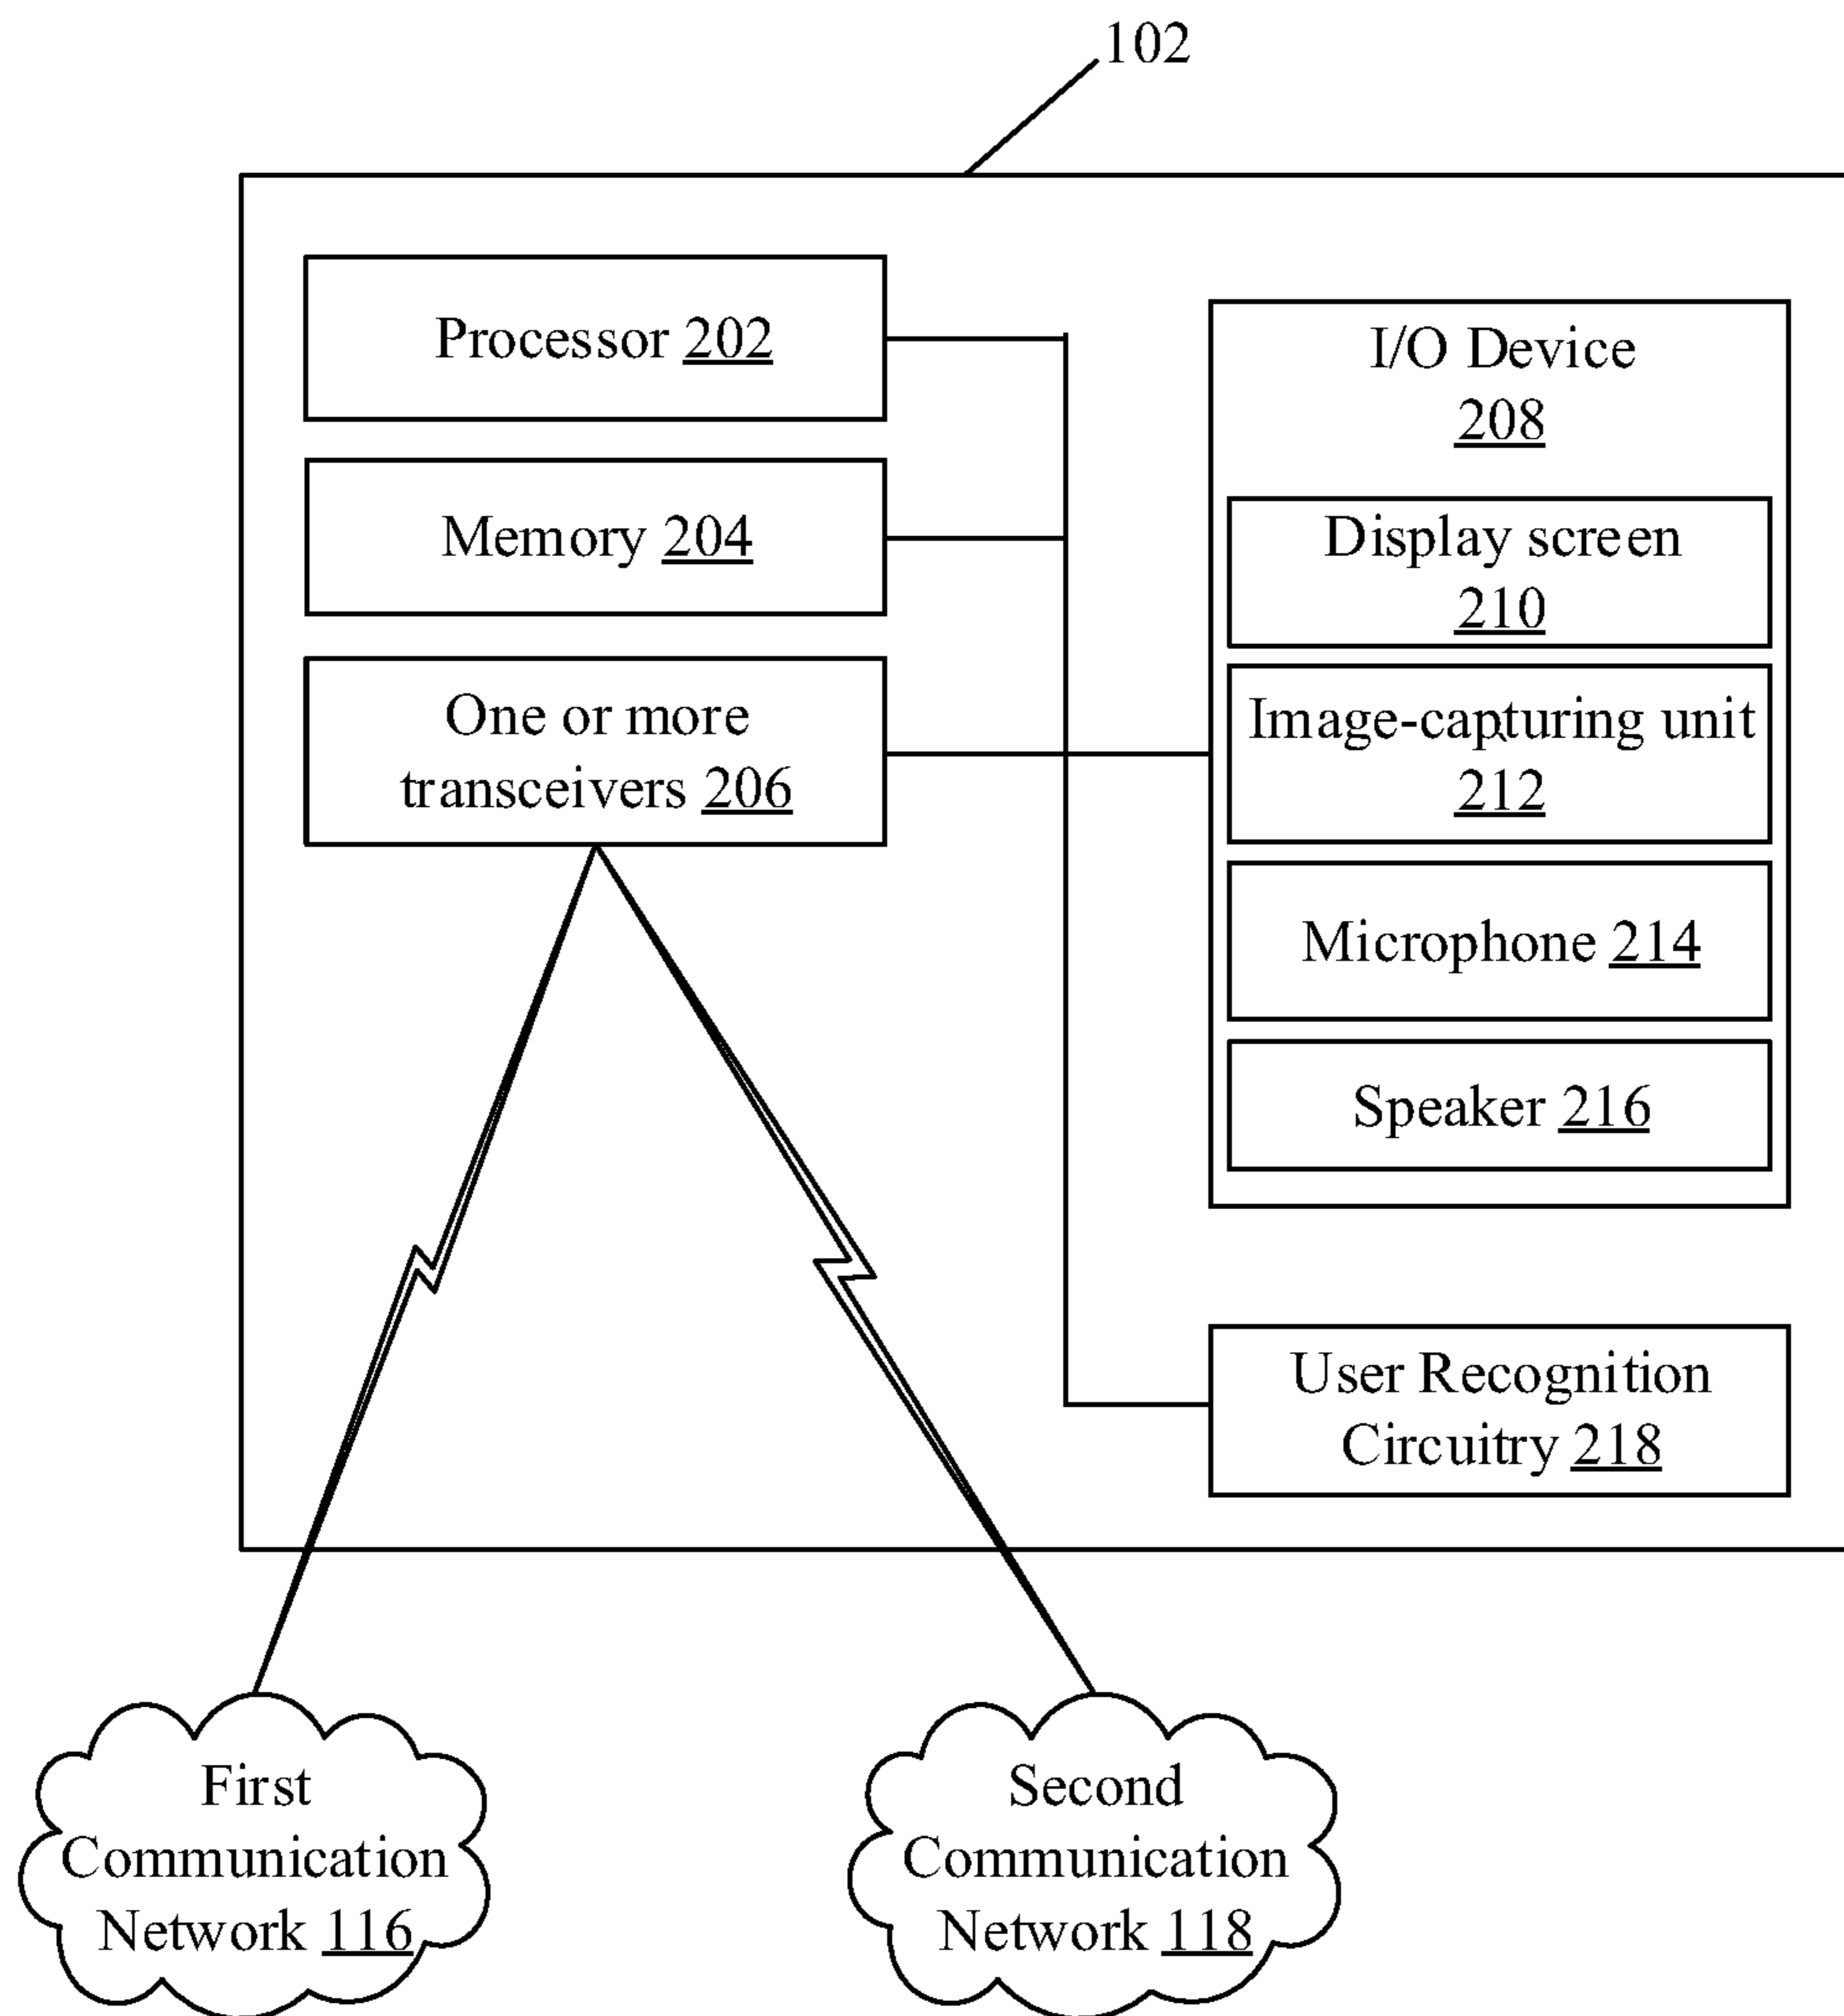 102
Processor 202
Memory 204
One or more
transceivers 206
I/O Device
208
Display screen
210
Image-capturing unit
212
Microphone 214
Speaker 216
User Recognition
Circuitry 218
First
Communication
Network 116
Second
Communication
Network 118